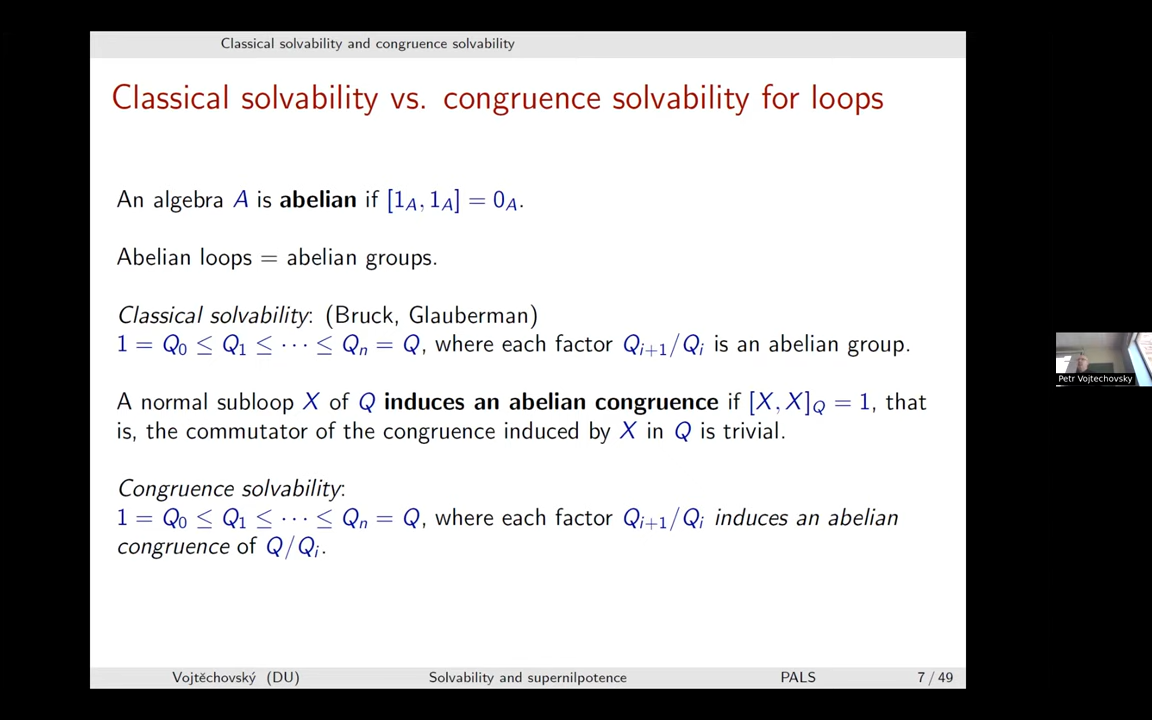 Classical solvability and congruence solvability
Classical solvability vs. congruence solvability for loops
An algebra A is abelian if [1_A, 1_A] = 0_A.
Abelian loops = abelian groups.
Classical solvability: (Bruck, Glauberman)
1 = Q_0 ≤ Q_1 ≤ ⋯ ≤ Q_n = Q, where each factor Q_{i+1}/Q_i is an abelian group.
A normal subloop X of Q induces an abelian congruence if [X, X]_Q = 1, that
is, the commutator of the congruence induced by X in Q is trivial.
Congruence solvability:
1 = Q_0 ≤ Q_1 ≤ ⋯ ≤ Q_n = Q, where each factor Q_{i+1}/Q_i induces an abelian
congruence of Q/Q_i.
Vojtěchovský (DU) Solvability and supernilpotence PALS 7 / 49
Petr Vojtechovsky